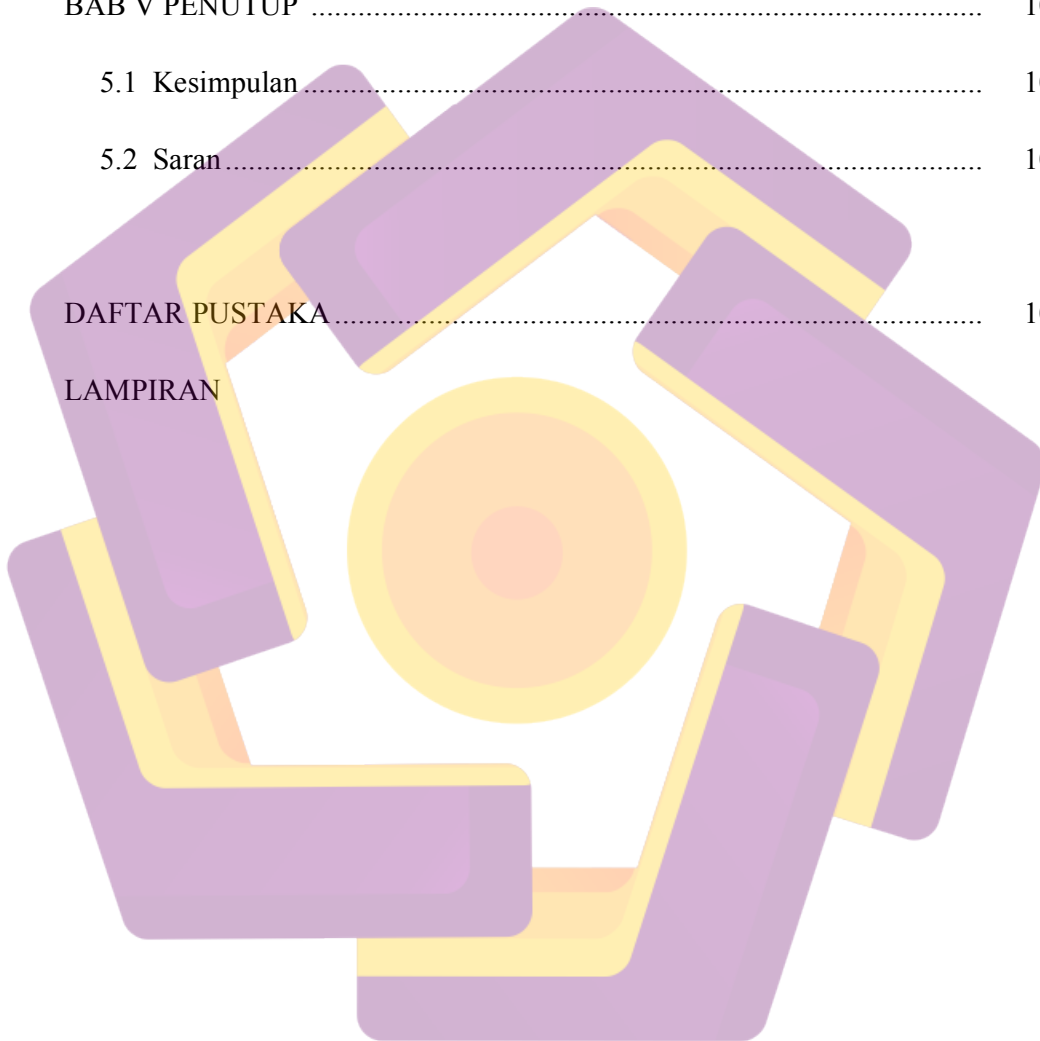 BAB V PENUTUP ........................................................................................
5.1 Kesimpulan ........................................................................................
5.2 Saran ........................................................................................
DAFTAR PUSTAKA ........................................................................................
LAMPIRAN